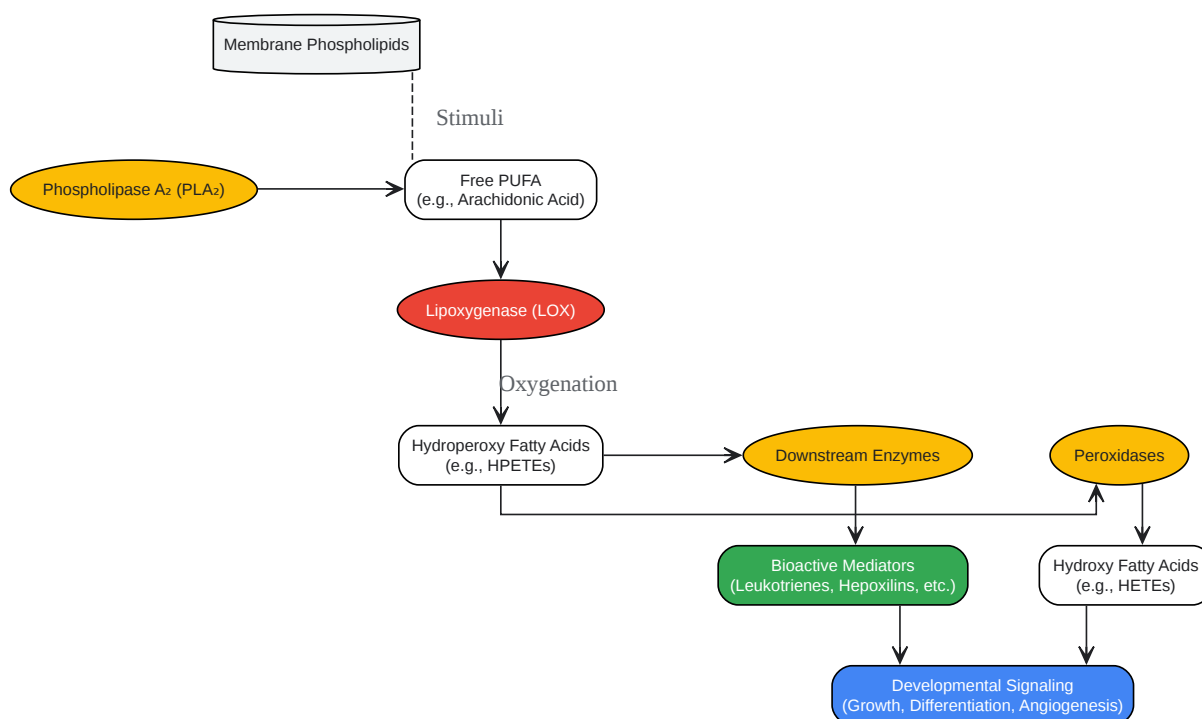 Membrane Phospholipids
Stimuli
Phospholipase A₂ (PLA₂)
Free PUFA
(e.g., Arachidonic Acid)
Lipoxygenase (LOX)
Oxygenation
Hydroperoxy Fatty Acids
(e.g., HPETEs)
Downstream Enzymes
Peroxidases
Bioactive Mediators
(Leukotrienes, Hepoxilins, etc.)
Hydroxy Fatty Acids
(e.g., HETEs)
Developmental Signaling
(Growth, Differentiation, Angiogenesis)